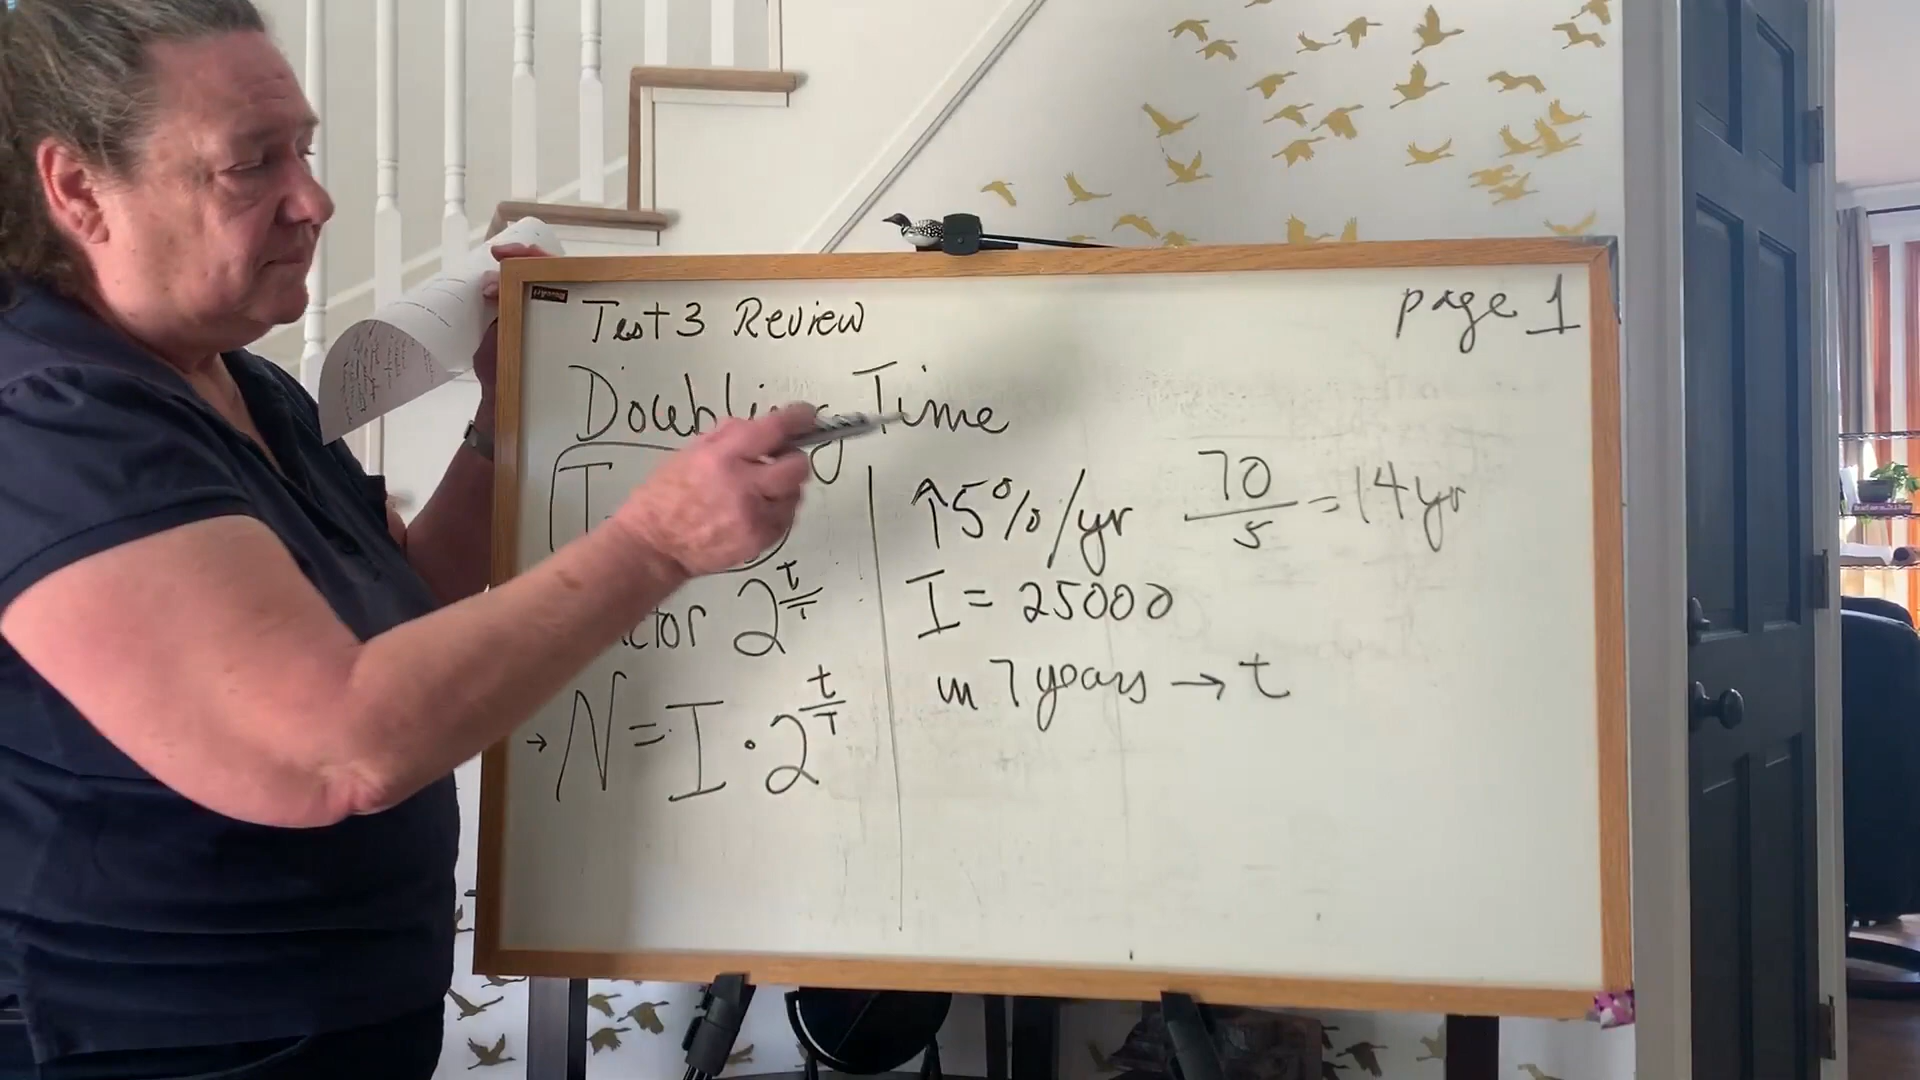 Test 3 Review
page 1
Doubling Time
T
↑5%/yr 70/5 = 14 yr
2^(t/T)
I = 25000
in 7 years → t
→ N = I · 2^(t/T)